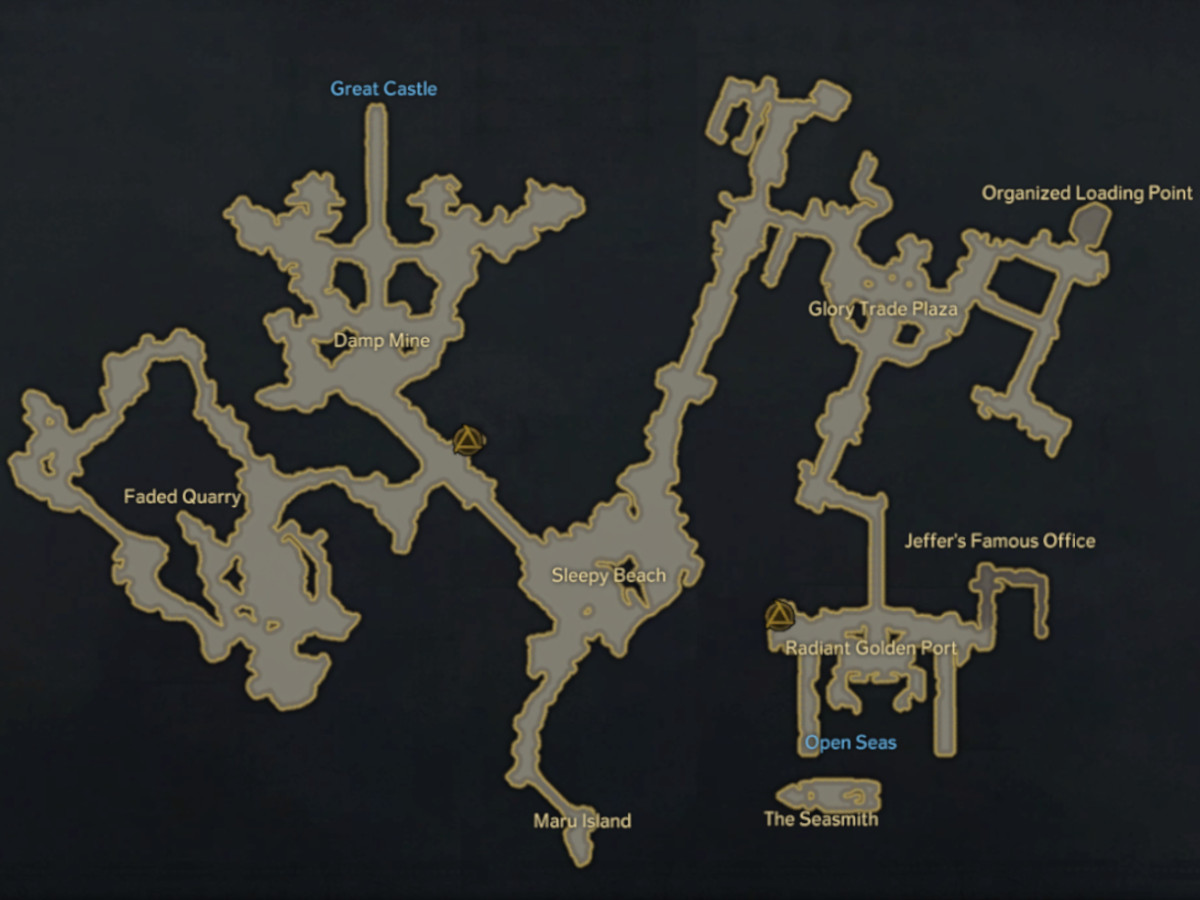 Great Castle
Organized Loading Point
Glory Trade Plaza
Damp Mine
Faded Quarry
Jeffer's Famous Office
Sleepy Beach
Radiant Golden Port
Open Seas
Maru Island
The Seasmith